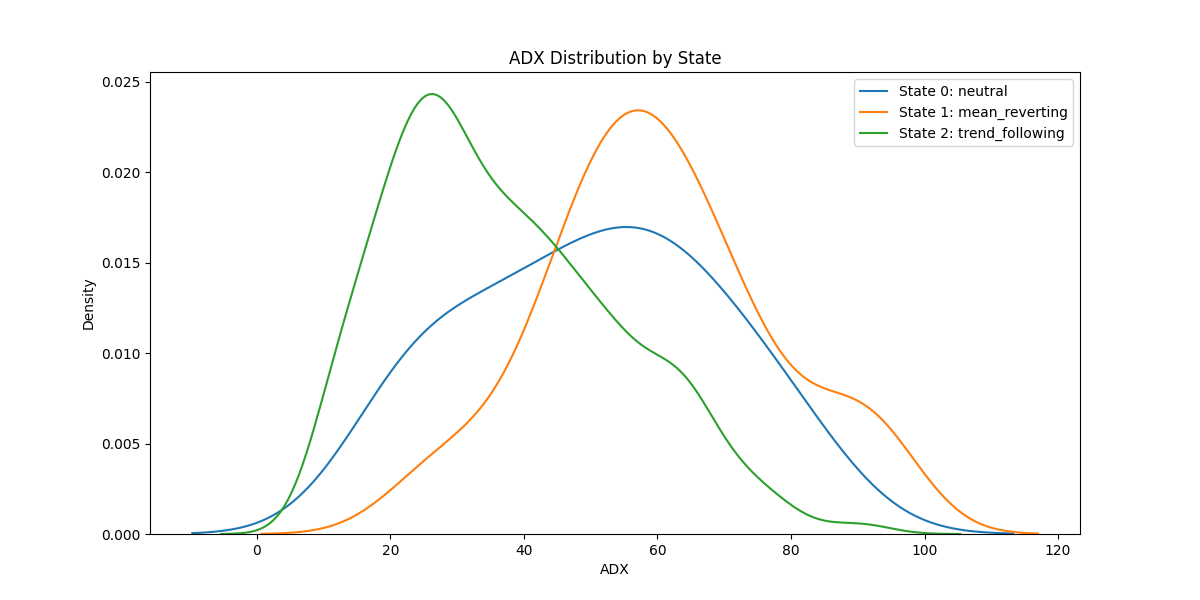 ADX Distribution by State
State 0: neutral
State 1: mean_reverting
State 2: trend_following
Density
0.025
0.020
0.015
0.010
0.005
0.000
0 20 40 60 80 100 120
ADX